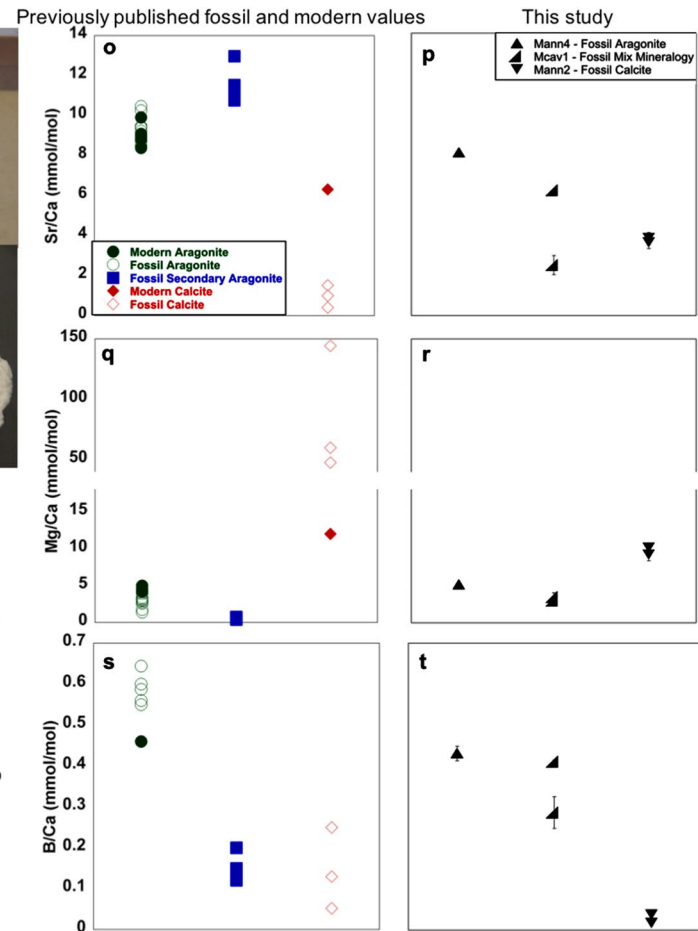 Previously published fossil and modern values
This study
14
12
10
8
6
4
2
0
Sr/Ca (mmol/mol)
o
Modern Aragonite
Fossil Aragonite
Fossil Secondary Aragonite
Modern Calcite
Fossil Calcite
p
Mann4 - Fossil Aragonite
Mcav1 - Fossil Mix Mineralogy
Mann2 - Fossil Calcite
150
100
50
15
10
5
0
Mg/Ca (mmol/mol)
q
r
0.7
0.6
0.5
0.4
0.3
0.2
0.1
0
B/Ca (mmol/mol)
s
t